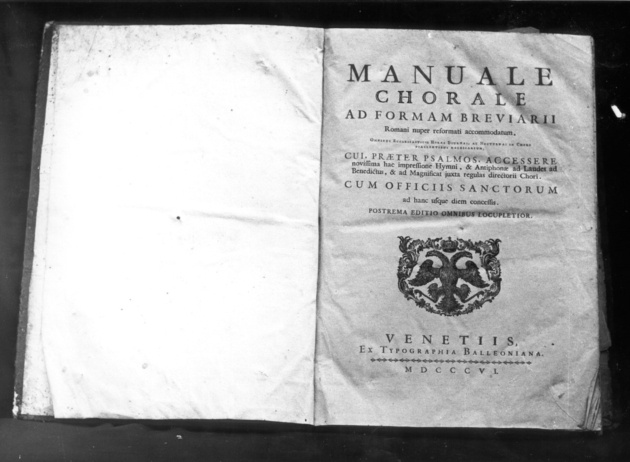 MANUALE
CHORALE
AD FORMAM BREVIARII
Romani nuper reformati accommodatum,
CUI, PRÆTER PSALMOS, ACCESSERE
novissima hac impressione Hymni, & Antiphonæ ad Laudes ad
Benedictus, & ad Magnificat juxta regulas directorii Chori.
CUM OFFICIIS SANCTORUM
ad hanc usque diem concessis.
POSTREMA EDITIO OMNIBUS LOCUPLETIOR.
VENETIIS,
EX TYPOGRAPHIA BALLEONIANA.
MDCCCVI.